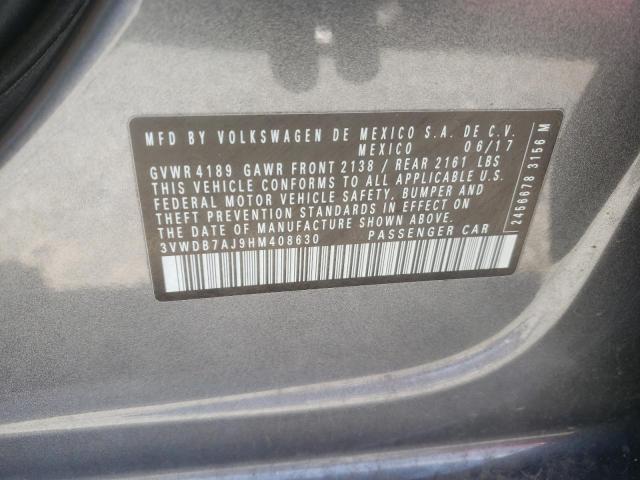 MFD BY VOLKSWAGEN DE MEXICO S.A. DE C.V.
MEXICO 06/17
GVWR 4189 GAWR FRONT 2138 / REAR 2161 LBS
THIS VEHICLE CONFORMS TO ALL APPLICABLE U.S.
FEDERAL MOTOR VEHICLE SAFETY, BUMPER AND
THEFT PREVENTION STANDARDS IN EFFECT ON
THE DATE OF MANUFACTURE SHOWN ABOVE.
3VWDB7AJ9HM408630 PASSENGER CAR
2466678 3156 M